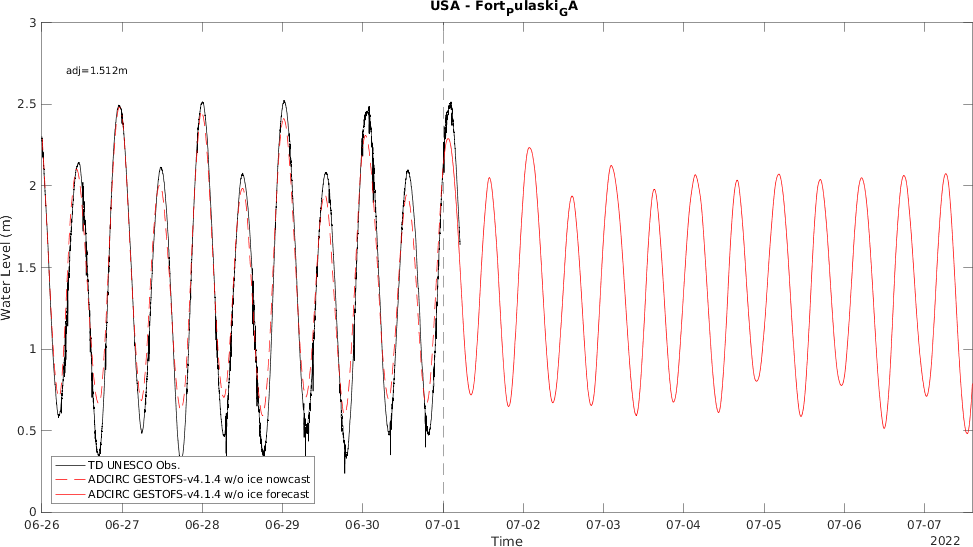 USA - FortPulaskiGA
3
adj=1.512m
2.5
2
1.5
1
0.5
0
Water Level (m)
TD UNESCO Obs.
ADCIRC GESTOFS-v4.1.4 w/o ice nowcast
ADCIRC GESTOFS-v4.1.4 w/o ice forecast
06-26 06-27 06-28 06-29 06-30 07-01 07-02 07-03 07-04 07-05 07-06 07-07
Time
2022